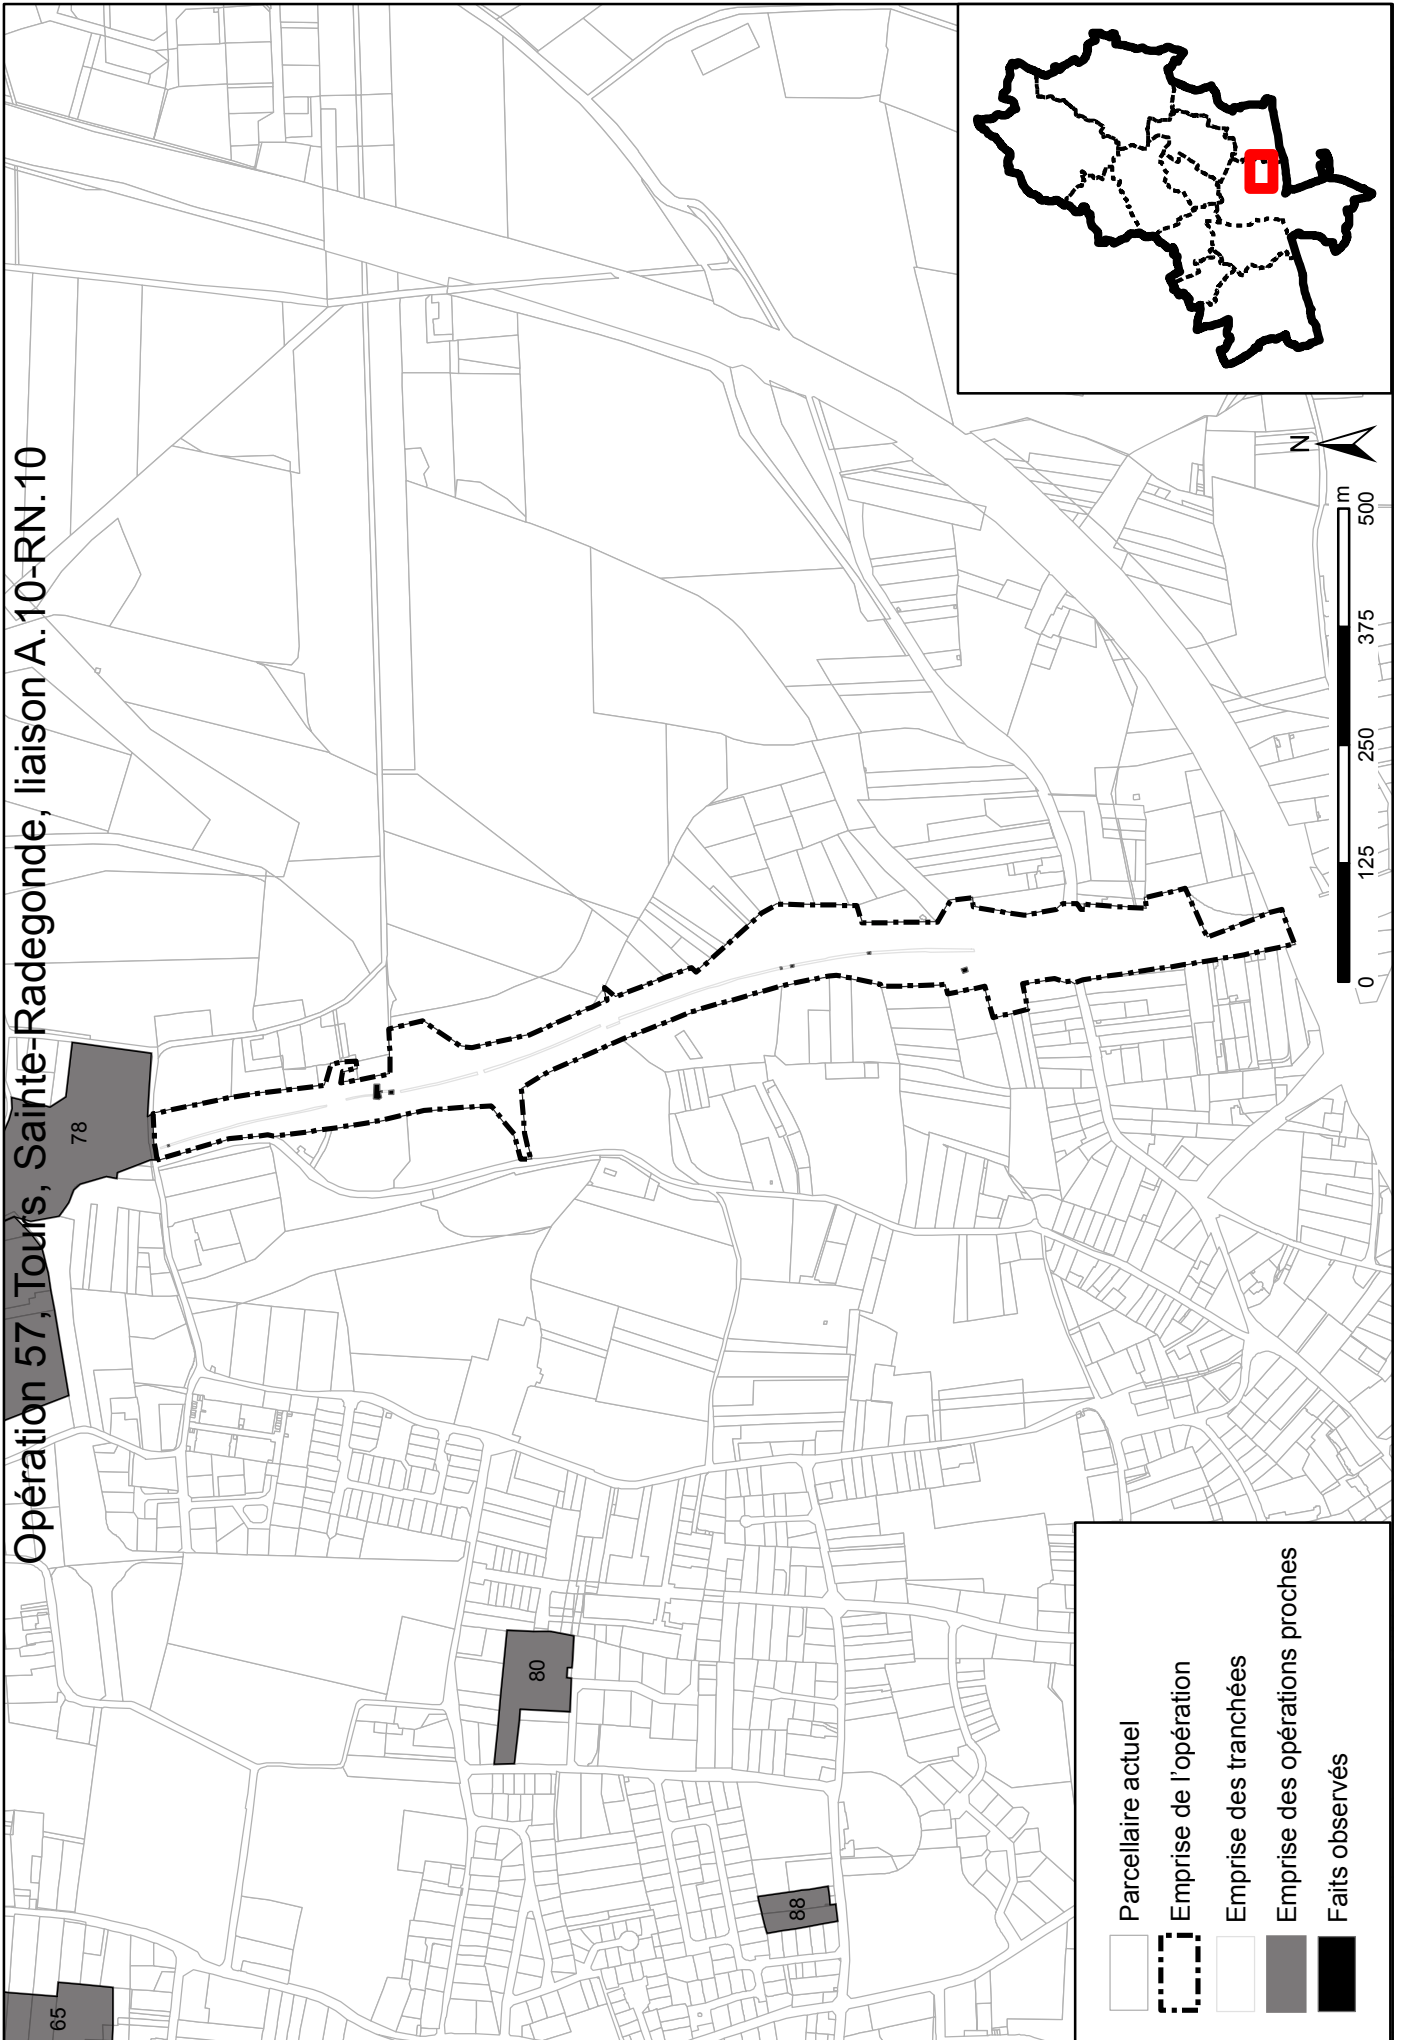 Opération 57, Tours, Sainte-Radegonde, liaison A.10-RN.10
65
78
80
88
N
0 125 250 375 500
m
Parcellaire actuel
Emprise de l'opération
Emprise des tranchées
Emprise des opérations proches
Faits observés